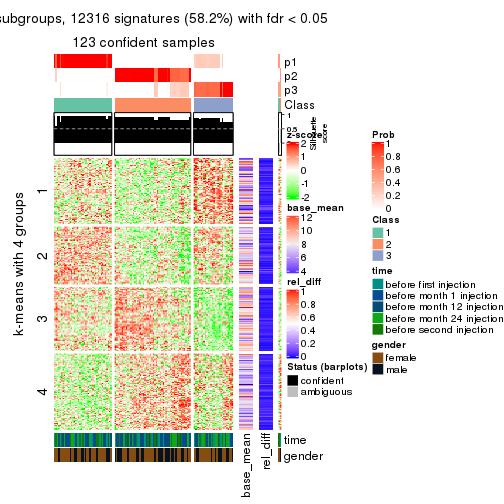 subgroups, 12316 signatures (58.2%) with fdr < 0.05
123 confident samples
p1
p2
p3
Class
1
0.5
0
Silhouette
score
k-means with 4 groups
1
2
3
4
time
gender
base_mean
rel_diff
z-score
2
1
0
-1
-2
base_mean
12
10
8
6
4
rel_diff
1
0.8
0.6
0.4
0.2
0
Status (barplots)
confident
ambiguous
Prob
1
0.8
0.6
0.4
0.2
0
Class
1
2
3
time
before first injection
before month 1 injection
before month 12 injection
before month 24 injection
before second injection
gender
female
male